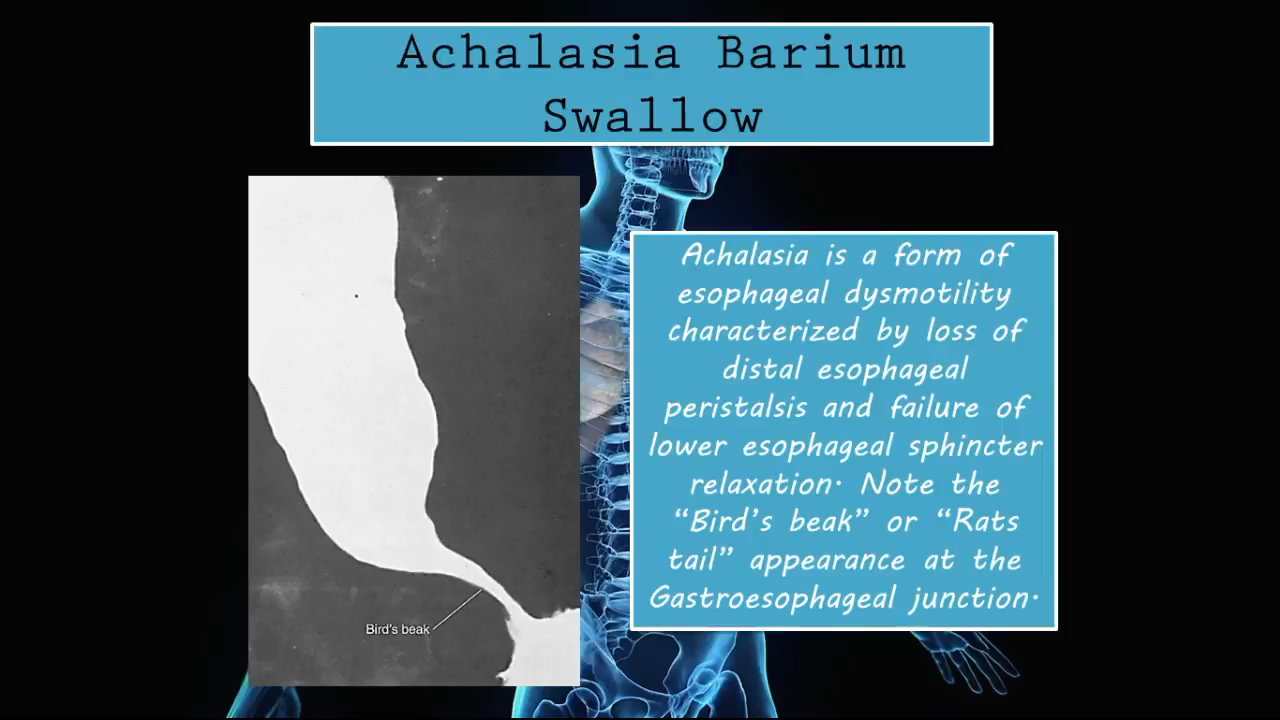 Achalasia Barium
Swallow
Achalasia is a form of
esophageal dysmotility
characterized by loss of
distal esophageal
peristalsis and failure of
lower esophageal sphincter
relaxation. Note the
“Bird’s beak” or “Rats
tail” appearance at the
Gastroesophageal junction.
Bird's beak